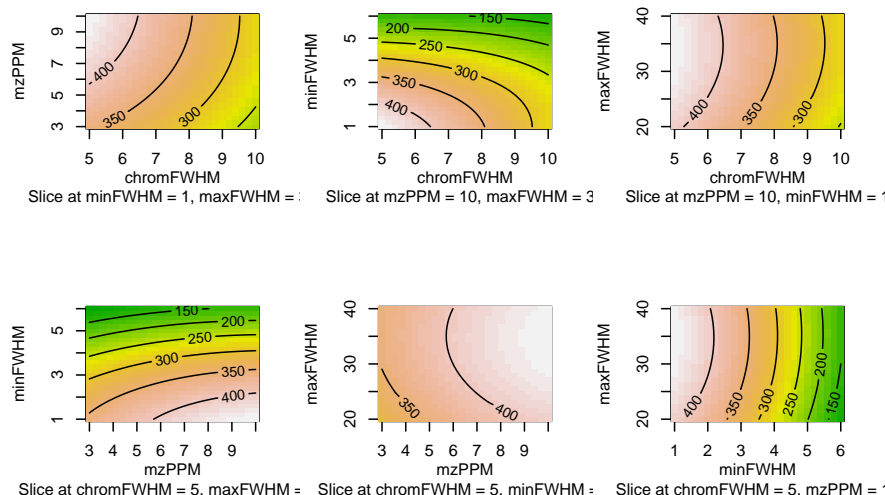 mzPPM
3 5 7 9
400
350
300
5 6 7 8 9 10
chromFWHM
Slice at minFWHM = 1, maxFWHM =
minFWHM
1 3 5
150
200
250
300
350
400
5 6 7 8 9 10
chromFWHM
Slice at mzPPM = 10, maxFWHM = 3
maxFWHM
20 30 40
400
350
300
5 6 7 8 9 10
chromFWHM
Slice at mzPPM = 10, minFWHM = 1
minFWHM
1 3 5
150
200
250
300
350
400
3 4 5 6 7 8 9
mzPPM
Slice at chromFWHM = 5, maxFWHM =
maxFWHM
20 30 40
350
400
3 4 5 6 7 8 9
mzPPM
Slice at chromFWHM = 5, minFWHM =
maxFWHM
20 30 40
400
350
300
250
200
150
1 2 3 4 5 6
minFWHM
Slice at chromFWHM = 5, mzPPM = 1